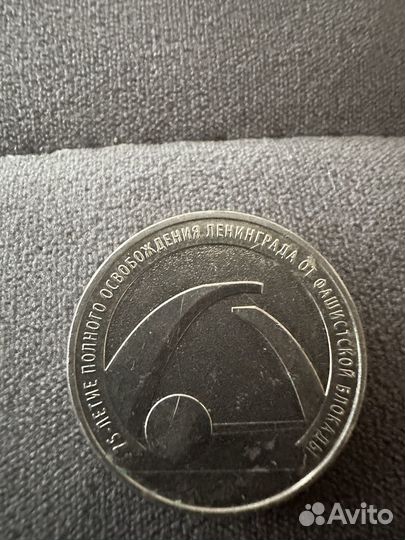 75-ЛЕТИЕ ПОЛНОГО ОСВОБОЖДЕНИЯ ЛЕНИНГРАДА ОТ ФАШИСТСКОЙ БЛОКАДЫ
Avito